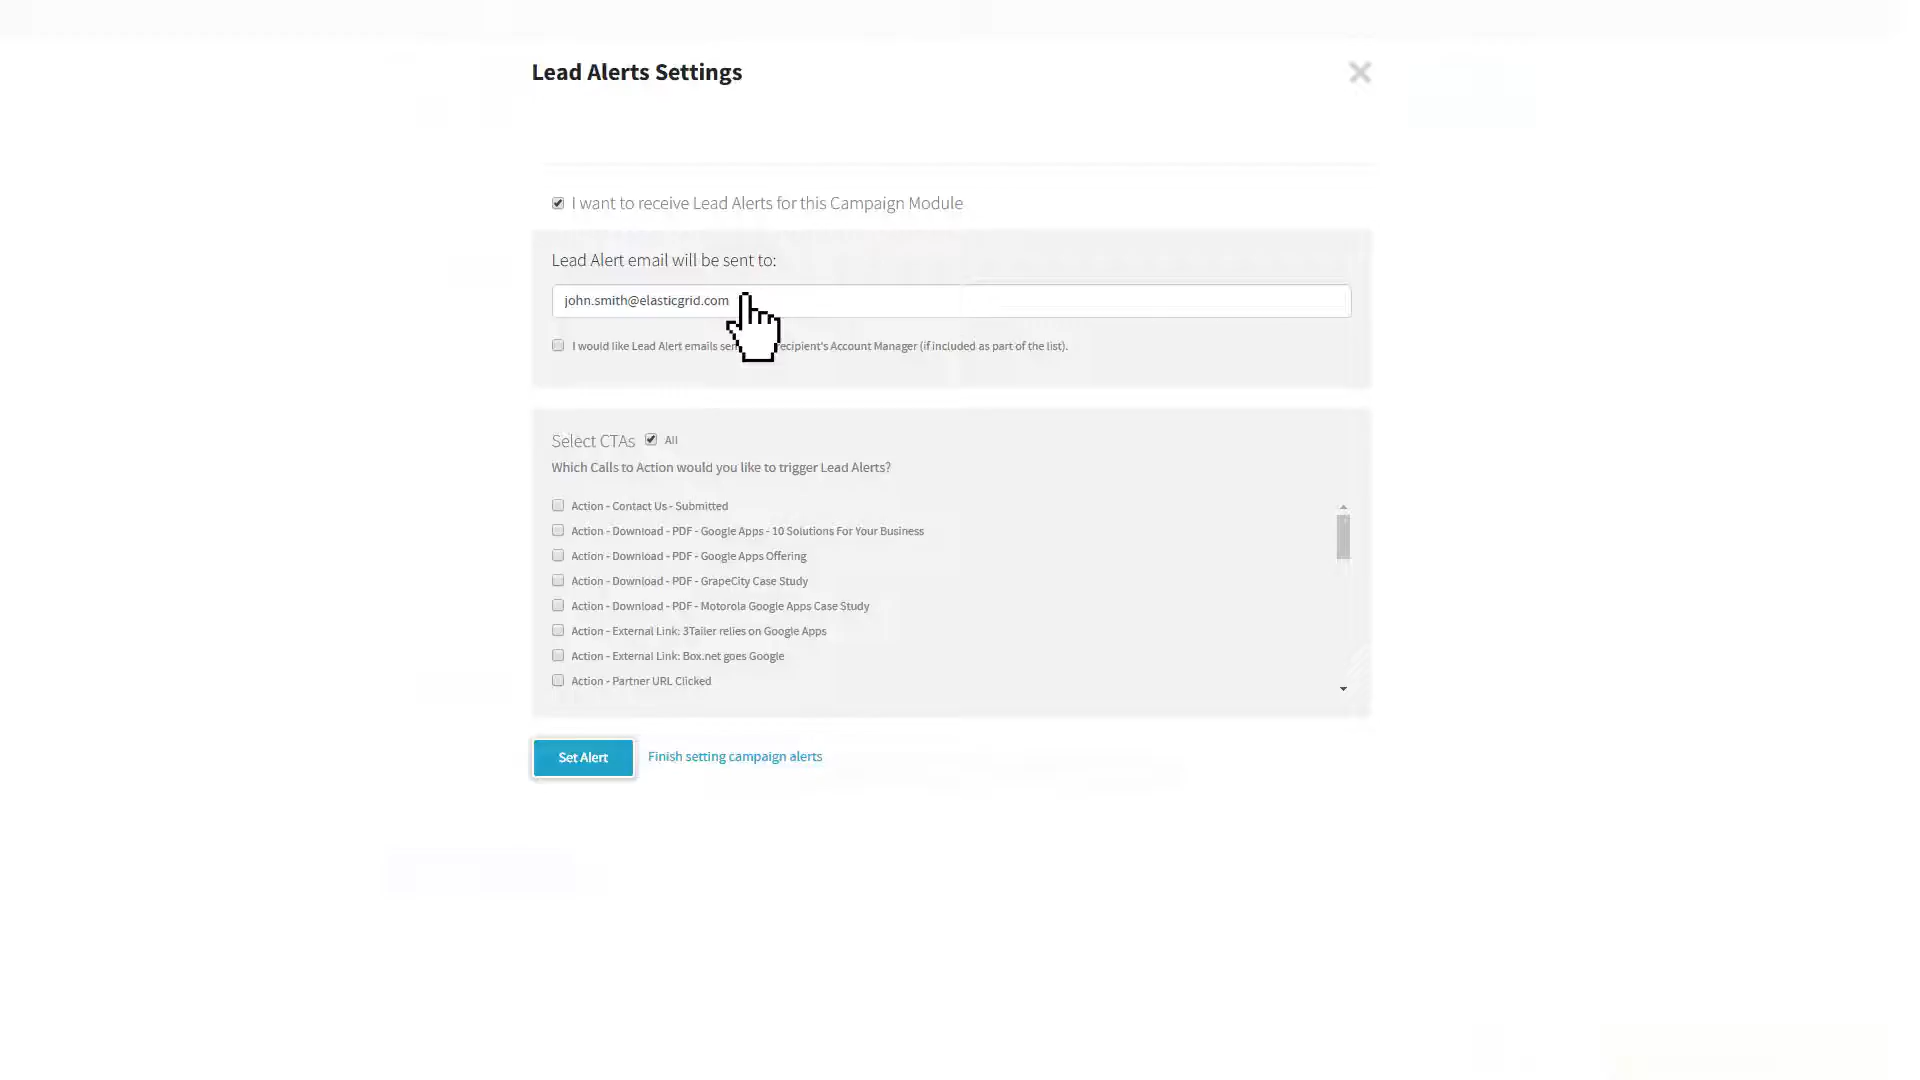 Lead Alerts Settings
I want to receive Lead Alerts for this Campaign Module
Lead Alert email will be sent to:
john.smith@elasticgrid.com
I would like Lead Alert emails Account Manager (if included as part of the list).
Select CTAs All
Which Calls to Action would you like to trigger Lead Alerts?
Action - Contact Us - Submitted
Action - Download - PDF - Google Apps - 10 Solutions For Your Business
Action - Download - PDF - Google Apps Offering
Action - Download - PDF - GrapeCity Case Study
Action - Download - PDF - Motorola Google Apps Case Study
Action - External Link: 3Tailer relies on Google Apps
Action - External Link: Box.net goes Google
Action - Partner URL Clicked
Set Alert Finish setting campaign alerts